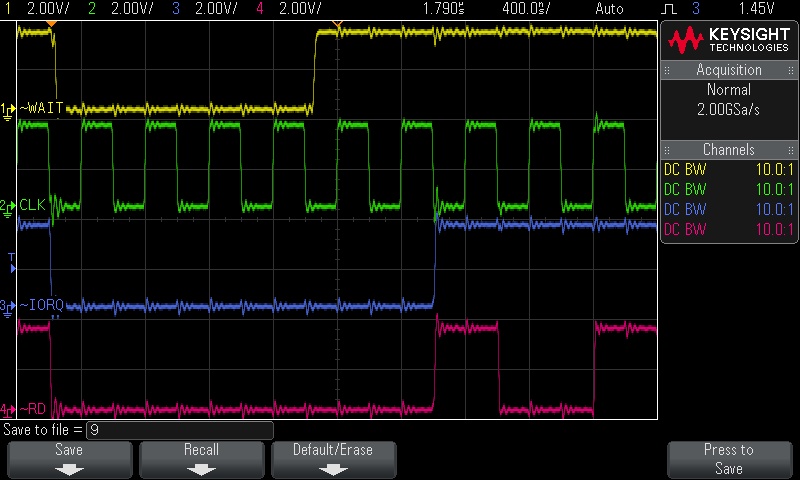 1 2.00V/ 2 2.00V/ 3 2.00V/ 4 2.00V/ 1.790s 400.0s/ Auto 3 1.45V
KEYSIGHT
TECHNOLOGIES
Acquisition
Normal
2.00GSa/s
Channels
DC BW 10.0:1
DC BW 10.0:1
DC BW 10.0:1
DC BW 10.0:1
1 ~WAIT
2 CLK
T
3 ~IORQ
4 ~RD
Save to file = 9
Save
Recall
Default/Erase
Press to
Save